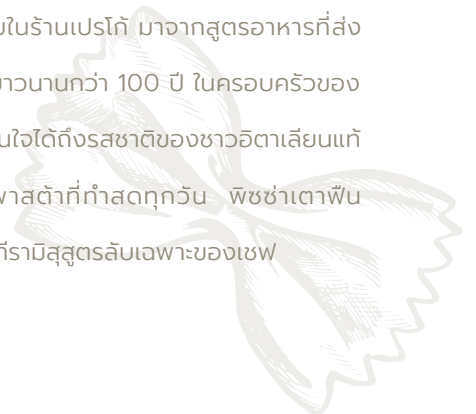 ในร้านเปรโก้ มาจากสูตรอาหารที่ส่ง
ยาวนานกว่า 100 ปี ในครอบครัวของ
ใจได้ถึงรสชาติของชาวอิตาเลียนแท้
พาสต้าที่ทำสดทุกวัน พิซซ่าเตาฟืน
ทีรามิสุสูตรลับเฉพาะของเชฟ